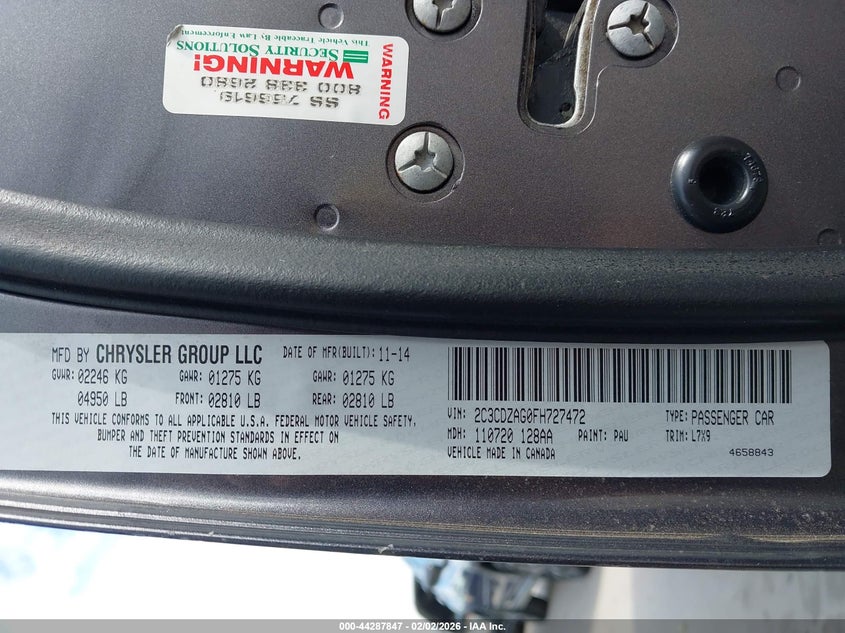 WARNING
This Vehicle Traceable By Law Enforcement
SECURITY SOLUTIONS
WARNING!
800 338 2680
MFD BY CHRYSLER GROUP LLC DATE OF MFR(BUILT): 11-14
GVWR: 02246 KG GAWR: 01275 KG GAWR: 01275 KG
04950 LB FRONT: 02810 LB REAR: 02810 LB
THIS VEHICLE CONFORMS TO ALL APPLICABLE U.S.A. FEDERAL MOTOR VEHICLE SAFETY,
BUMPER AND THEFT PREVENTION STANDARDS IN EFFECT ON
THE DATE OF MANUFACTURE SHOWN ABOVE.
VIN: 2C3CDZAG0FH727472 TYPE: PASSENGER CAR
MDH: 110720 128AA PAINT: PAU TRIM: L7X9
VEHICLE MADE IN CANADA 4658843
000-44287847 - 02/02/2026 - IAA Inc.